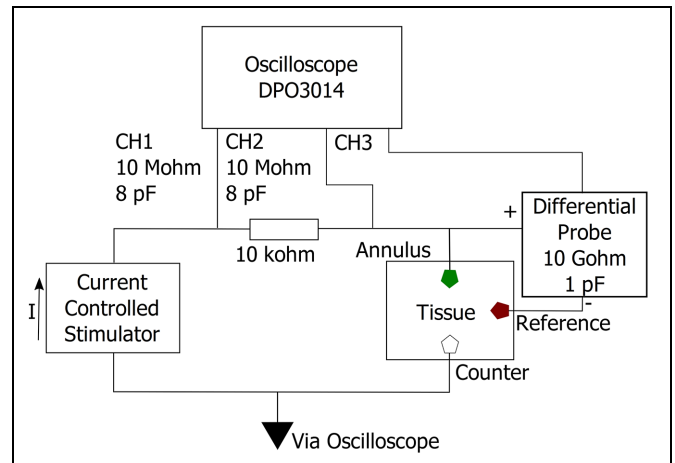 Oscilloscope
DPO3014
CH1
10 Mohm
8 pF
CH2
10 Mohm
8 pF
CH3
10 kohm
Annulus
+
Differential
Probe
10 Gohm
1 pF
-
Current
Controlled
Stimulator
I
Tissue
Reference
Counter
Via Oscilloscope